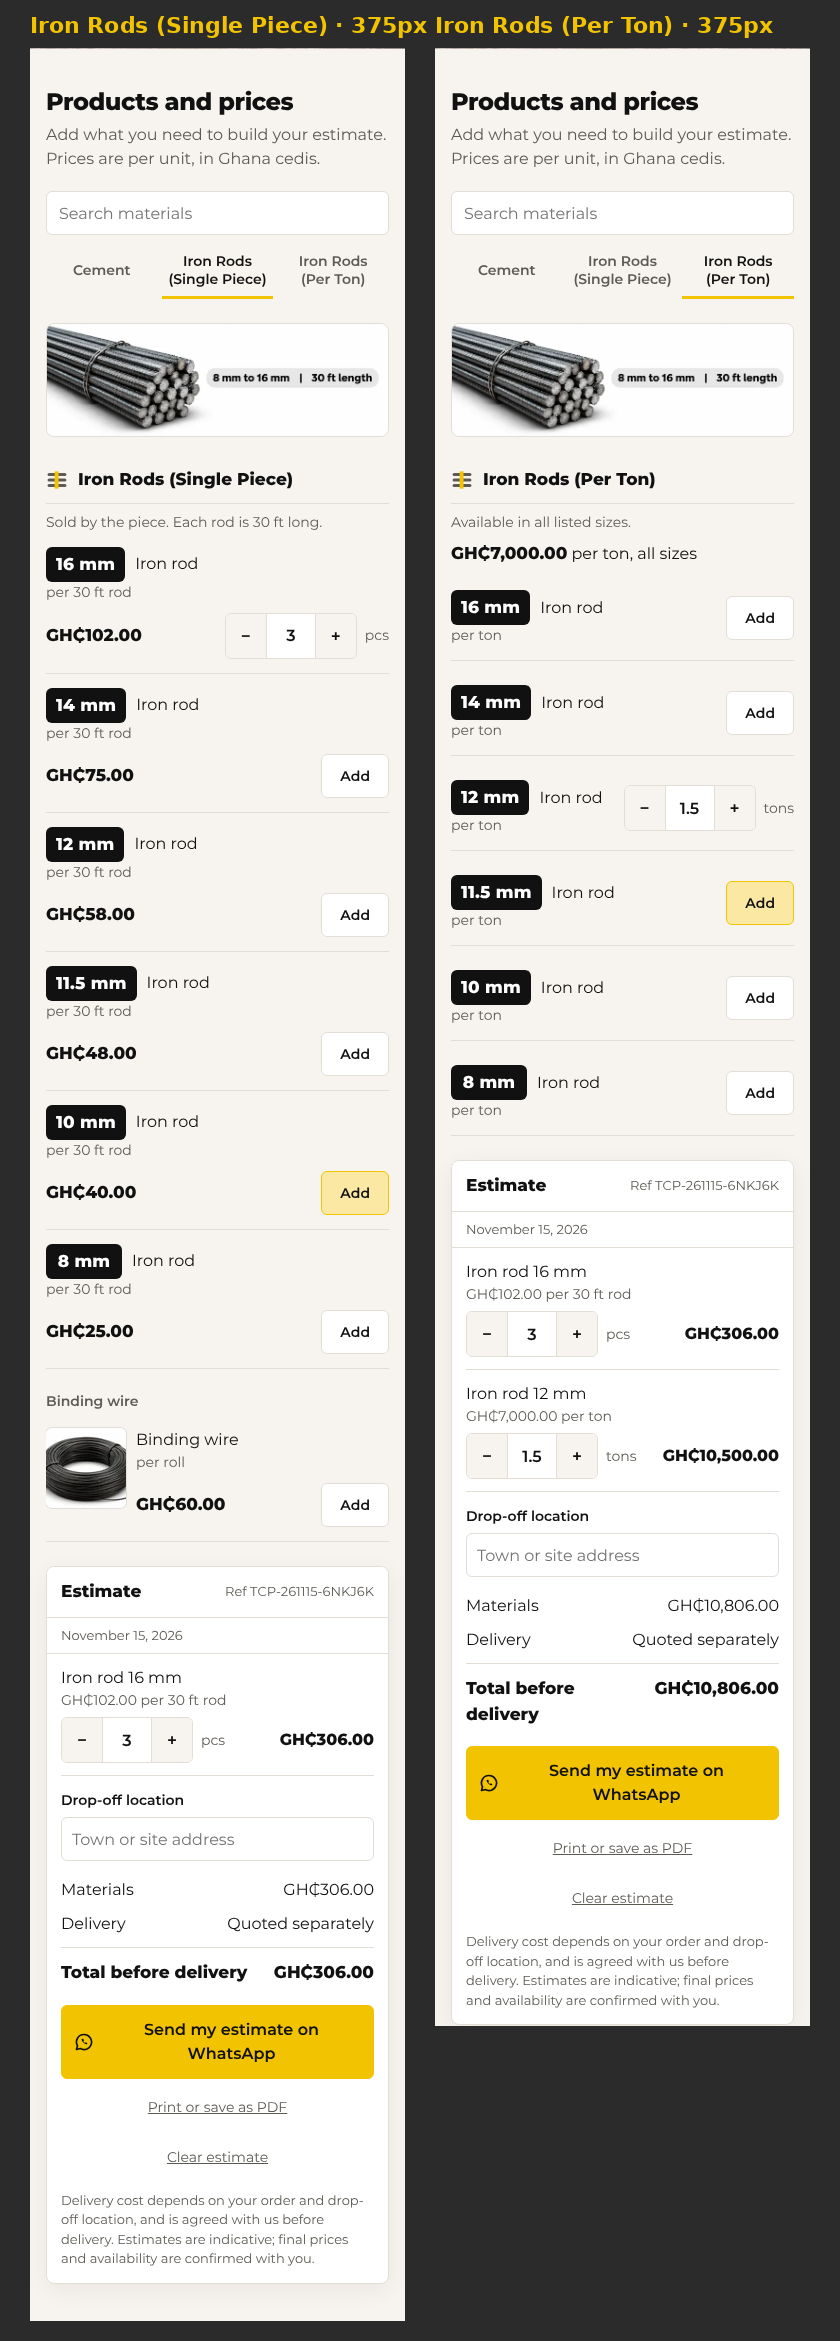 Iron Rods (Single Piece) · 375px
Products and prices
Add what you need to build your estimate.
Prices are per unit, in Ghana cedis.
Search materials
Cement
Iron Rods
(Single Piece)
Iron Rods
(Per Ton)
8 mm to 16 mm | 30 ft length
Iron Rods (Single Piece)
Sold by the piece. Each rod is 30 ft long.
16 mm Iron rod
per 30 ft rod
GH₵102.00 − 3 + pcs
14 mm Iron rod
per 30 ft rod
GH₵75.00 Add
12 mm Iron rod
per 30 ft rod
GH₵58.00 Add
11.5 mm Iron rod
per 30 ft rod
GH₵48.00 Add
10 mm Iron rod
per 30 ft rod
GH₵40.00 Add
8 mm Iron rod
per 30 ft rod
GH₵25.00 Add
Binding wire
Binding wire
per roll
GH₵60.00 Add
Estimate Ref TCP-261115-6NKJ6K
November 15, 2026
Iron rod 16 mm
GH₵102.00 per 30 ft rod
− 3 + pcs GH₵306.00
Drop-off location
Town or site address
Materials GH₵306.00
Delivery Quoted separately
Total before delivery GH₵306.00
Send my estimate on
WhatsApp
Print or save as PDF
Clear estimate
Delivery cost depends on your order and drop-
off location, and is agreed with us before
delivery. Estimates are indicative; final prices
and availability are confirmed with you.
Iron Rods (Per Ton) · 375px
Products and prices
Add what you need to build your estimate.
Prices are per unit, in Ghana cedis.
Search materials
Cement
Iron Rods
(Single Piece)
Iron Rods
(Per Ton)
8 mm to 16 mm | 30 ft length
Iron Rods (Per Ton)
Available in all listed sizes.
GH₵7,000.00 per ton, all sizes
16 mm Iron rod
per ton
Add
14 mm Iron rod
per ton
Add
12 mm Iron rod
per ton
− 1.5 + tons
11.5 mm Iron rod
per ton
Add
10 mm Iron rod
per ton
Add
8 mm Iron rod
per ton
Add
Estimate Ref TCP-261115-6NKJ6K
November 15, 2026
Iron rod 16 mm
GH₵102.00 per 30 ft rod
− 3 + pcs GH₵306.00
Iron rod 12 mm
GH₵7,000.00 per ton
− 1.5 + tons GH₵10,500.00
Drop-off location
Town or site address
Materials GH₵10,806.00
Delivery Quoted separately
Total before
delivery
GH₵10,806.00
Send my estimate on
WhatsApp
Print or save as PDF
Clear estimate
Delivery cost depends on your order and drop-
off location, and is agreed with us before
delivery. Estimates are indicative; final prices
and availability are confirmed with you.